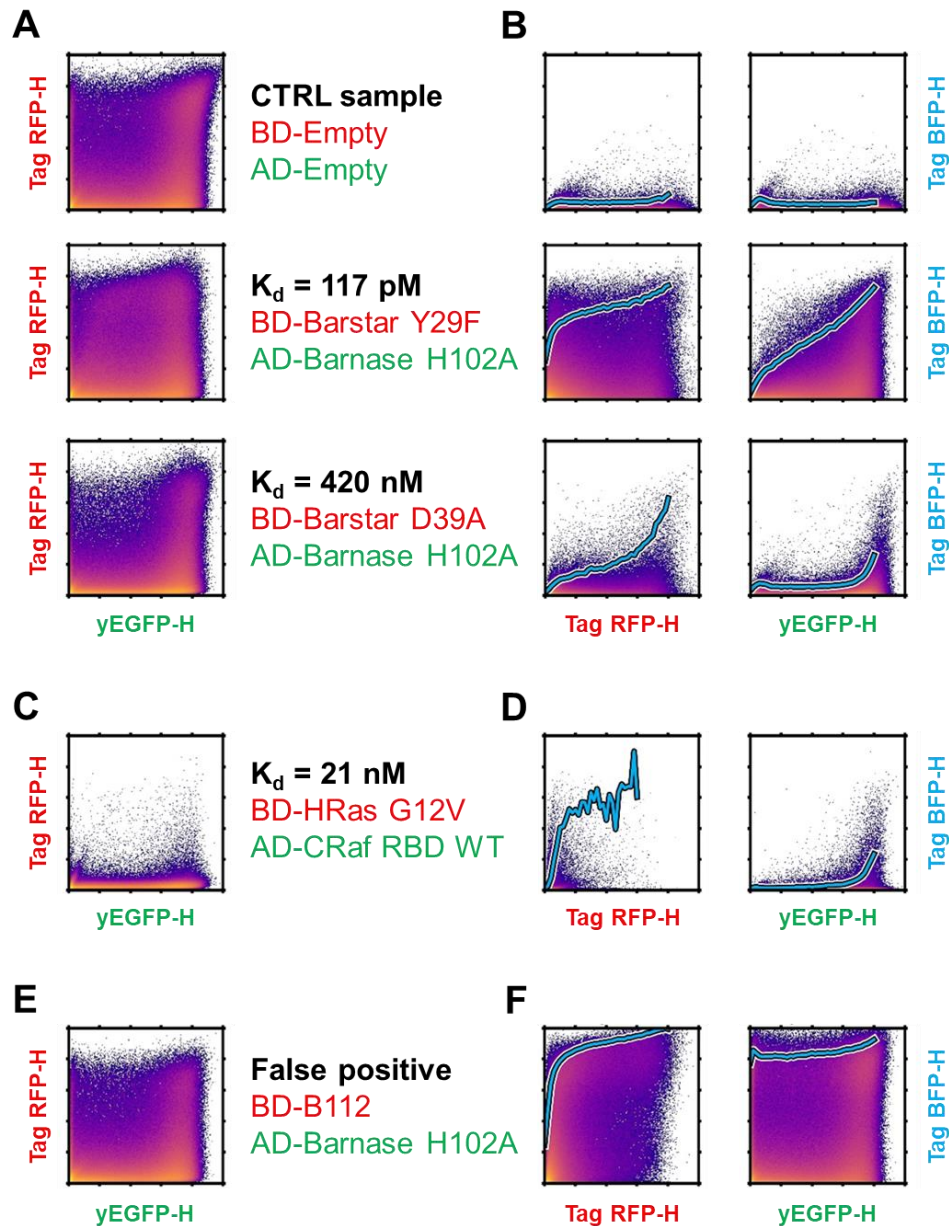 A
B
Tag RFP-H
CTRL sample
BD-Empty
AD-Empty
Tag BFP-H
Tag RFP-H
Kd = 117 pM
BD-Barstar Y29F
AD-Barnase H102A
Tag BFP-H
Tag RFP-H
Kd = 420 nM
BD-Barstar D39A
AD-Barnase H102A
Tag BFP-H
yEGFP-H
Tag RFP-H
yEGFP-H
C
D
Tag RFP-H
Kd = 21 nM
BD-HRas G12V
AD-CRaf RBD WT
Tag BFP-H
yEGFP-H
Tag RFP-H
yEGFP-H
E
F
Tag RFP-H
False positive
BD-B112
AD-Barnase H102A
Tag BFP-H
yEGFP-H
Tag RFP-H
yEGFP-H